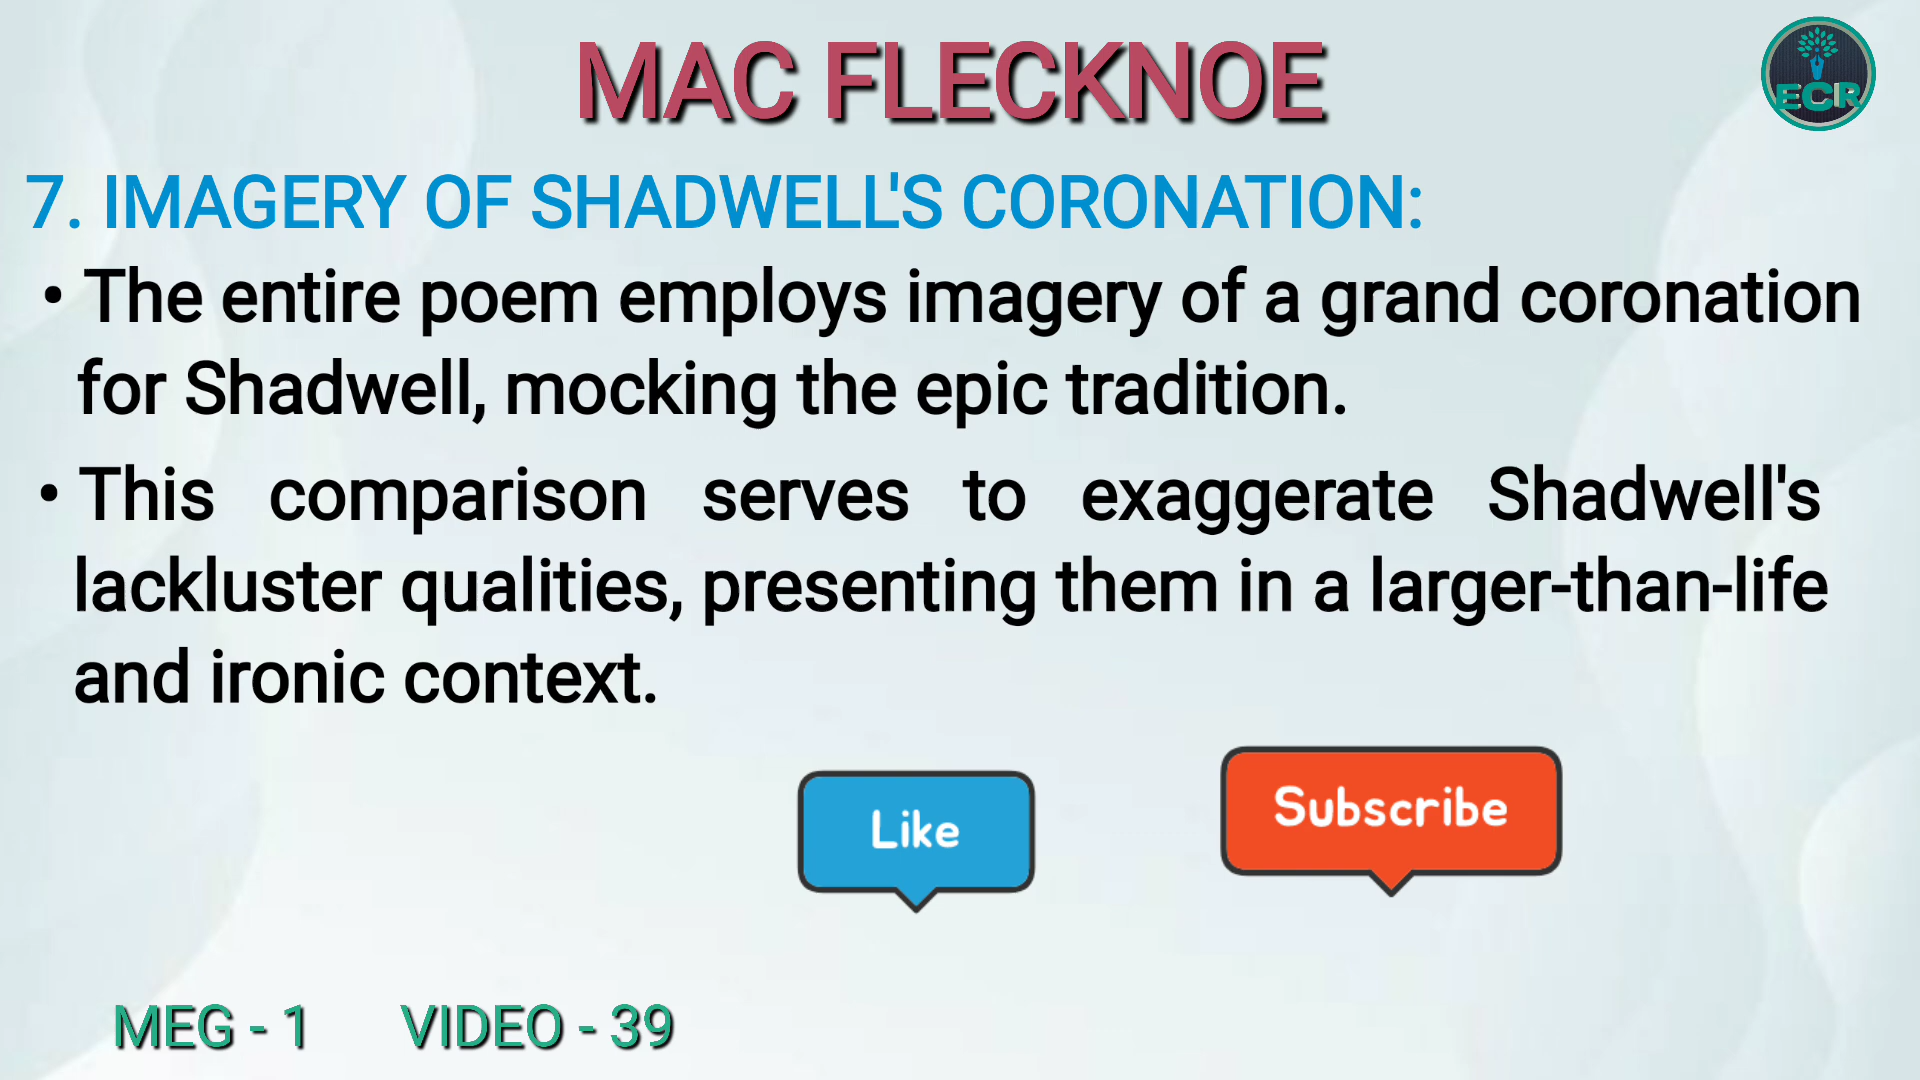 MAC FLECKNOE
ECR
7. IMAGERY OF SHADWELL'S CORONATION:
• The entire poem employs imagery of a grand coronation
for Shadwell, mocking the epic tradition.
• This comparison serves to exaggerate Shadwell's
lackluster qualities, presenting them in a larger-than-life
and ironic context.
Like
Subscribe
MEG - 1 VIDEO - 39